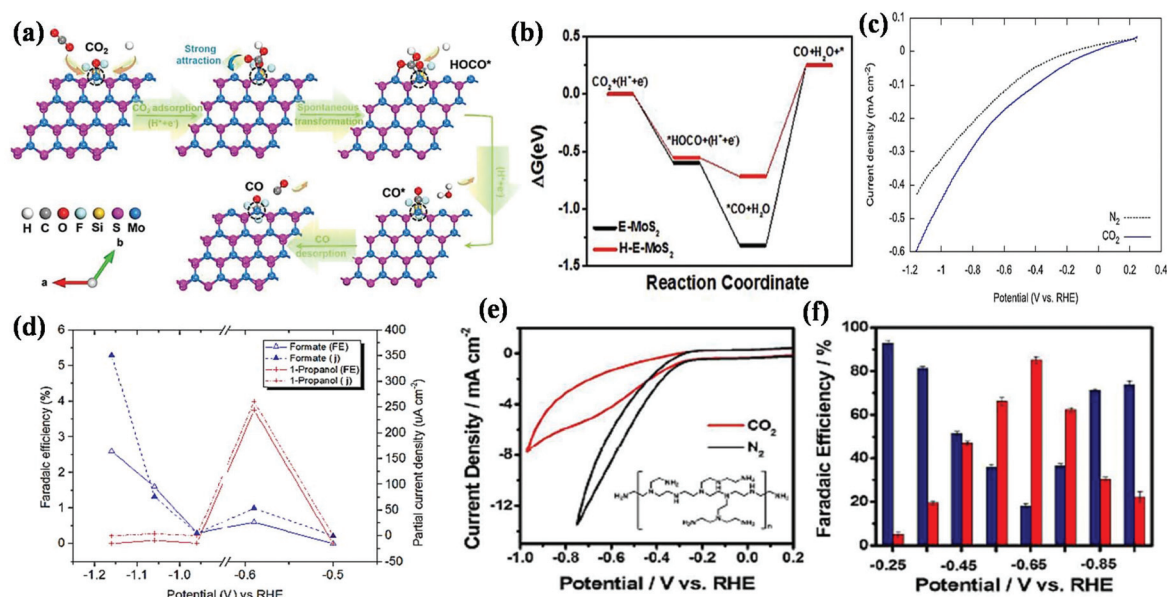 (a)
CO2
Strong
attraction
HOCO*
CO2 adsorption
(H++e-)
Spontaneous
transformation
(H++e-)
CO
CO*
CO
desorption
H C O F Si S Mo
b
a
(b)
ΔG(eV)
0.5
0.0
-0.5
-1.0
-1.5
CO2+(H++e-)
*HOCO+(H++e-)
*CO+H2O
CO+H2O+*
E-MoS2
H-E-MoS2
Reaction Coordinate
(c)
Current density (mA cm-2)
0.1
0
-0.1
-0.2
-0.3
-0.4
-0.5
-0.6
N2
CO2
-1.2 -1 -0.8 -0.6 -0.4 -0.2 0 0.2 0.4
Potential (V vs. RHE)
(d)
Faradaic efficiency (%)
6
5
4
3
2
1
0
Formate (FE)
Formate (j)
1-Propanol (FE)
1-Propanol (j)
400
350
300
250
200
150
100
50
0
-50
Partial current density (uA cm-2)
-1.2 -1.1 -1.0 -0.6 -0.5
Potential (V) vs RHE
(e)
Current Density / mA cm-2
0
-4
-8
-12
CO2
N2
NH2
NH2
H2N
N
N
H
N
N
N
H
NH2
N
H2N
NH2
n
-1.0 -0.8 -0.6 -0.4 -0.2 0.0 0.2
Potential / V vs. RHE
(f)
Faradaic Efficiency / %
100
80
60
40
20
0
-0.25 -0.45 -0.65 -0.85
Potential / V vs. RHE